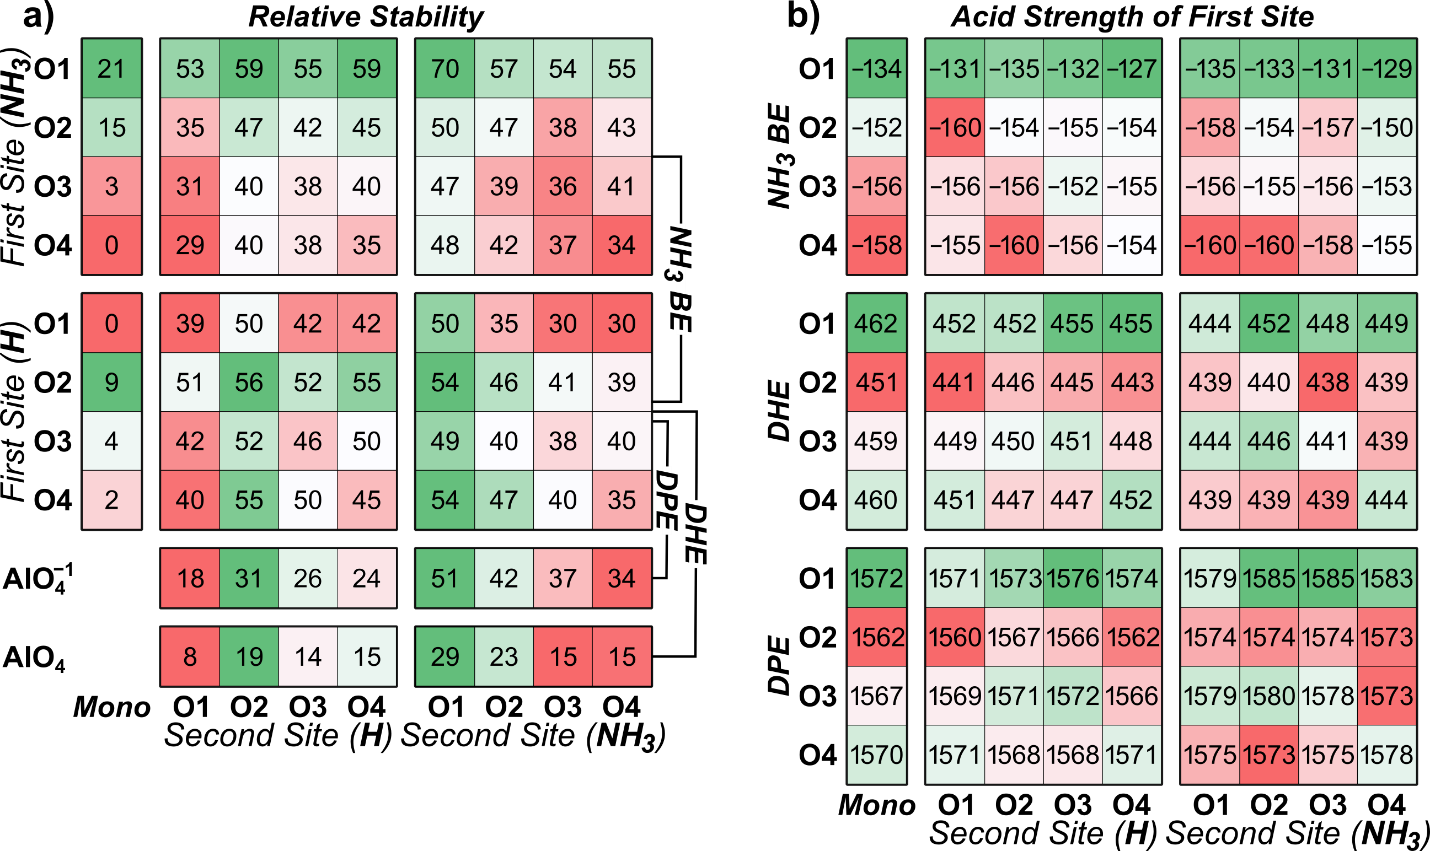 a) Relative Stability
First Site (NH3)
O1 21 53 59 55 59 70 57 54 55
O2 15 35 47 42 45 50 47 38 43
O3 3 31 40 38 40 47 39 36 41
O4 0 29 40 38 35 48 42 37 34
NH3 BE
First Site (H)
O1 0 39 50 42 42 50 35 30 30
O2 9 51 56 52 55 54 46 41 39
O3 4 42 52 46 50 49 40 38 40
O4 2 40 55 50 45 54 47 40 35
DPE
DHE
AlO4−1 18 31 26 24 51 42 37 34
AlO4 8 19 14 15 29 23 15 15
Mono O1 O2 O3 O4 O1 O2 O3 O4
Second Site (H) Second Site (NH3)
b) Acid Strength of First Site
NH3 BE
O1 −134 −131 −135 −132 −127 −135 −133 −131 −129
O2 −152 −160 −154 −155 −154 −158 −154 −157 −150
O3 −156 −156 −156 −152 −155 −156 −155 −156 −153
O4 −158 −155 −160 −156 −154 −160 −160 −158 −155
DHE
O1 462 452 452 455 455 444 452 448 449
O2 451 441 446 445 443 439 440 438 439
O3 459 449 450 451 448 444 446 441 439
O4 460 451 447 447 452 439 439 439 444
DPE
O1 1572 1571 1573 1576 1574 1579 1585 1585 1583
O2 1562 1560 1567 1566 1562 1574 1574 1574 1573
O3 1567 1569 1571 1572 1566 1579 1580 1578 1573
O4 1570 1571 1568 1568 1571 1575 1573 1575 1578
Mono O1 O2 O3 O4 O1 O2 O3 O4
Second Site (H) Second Site (NH3)